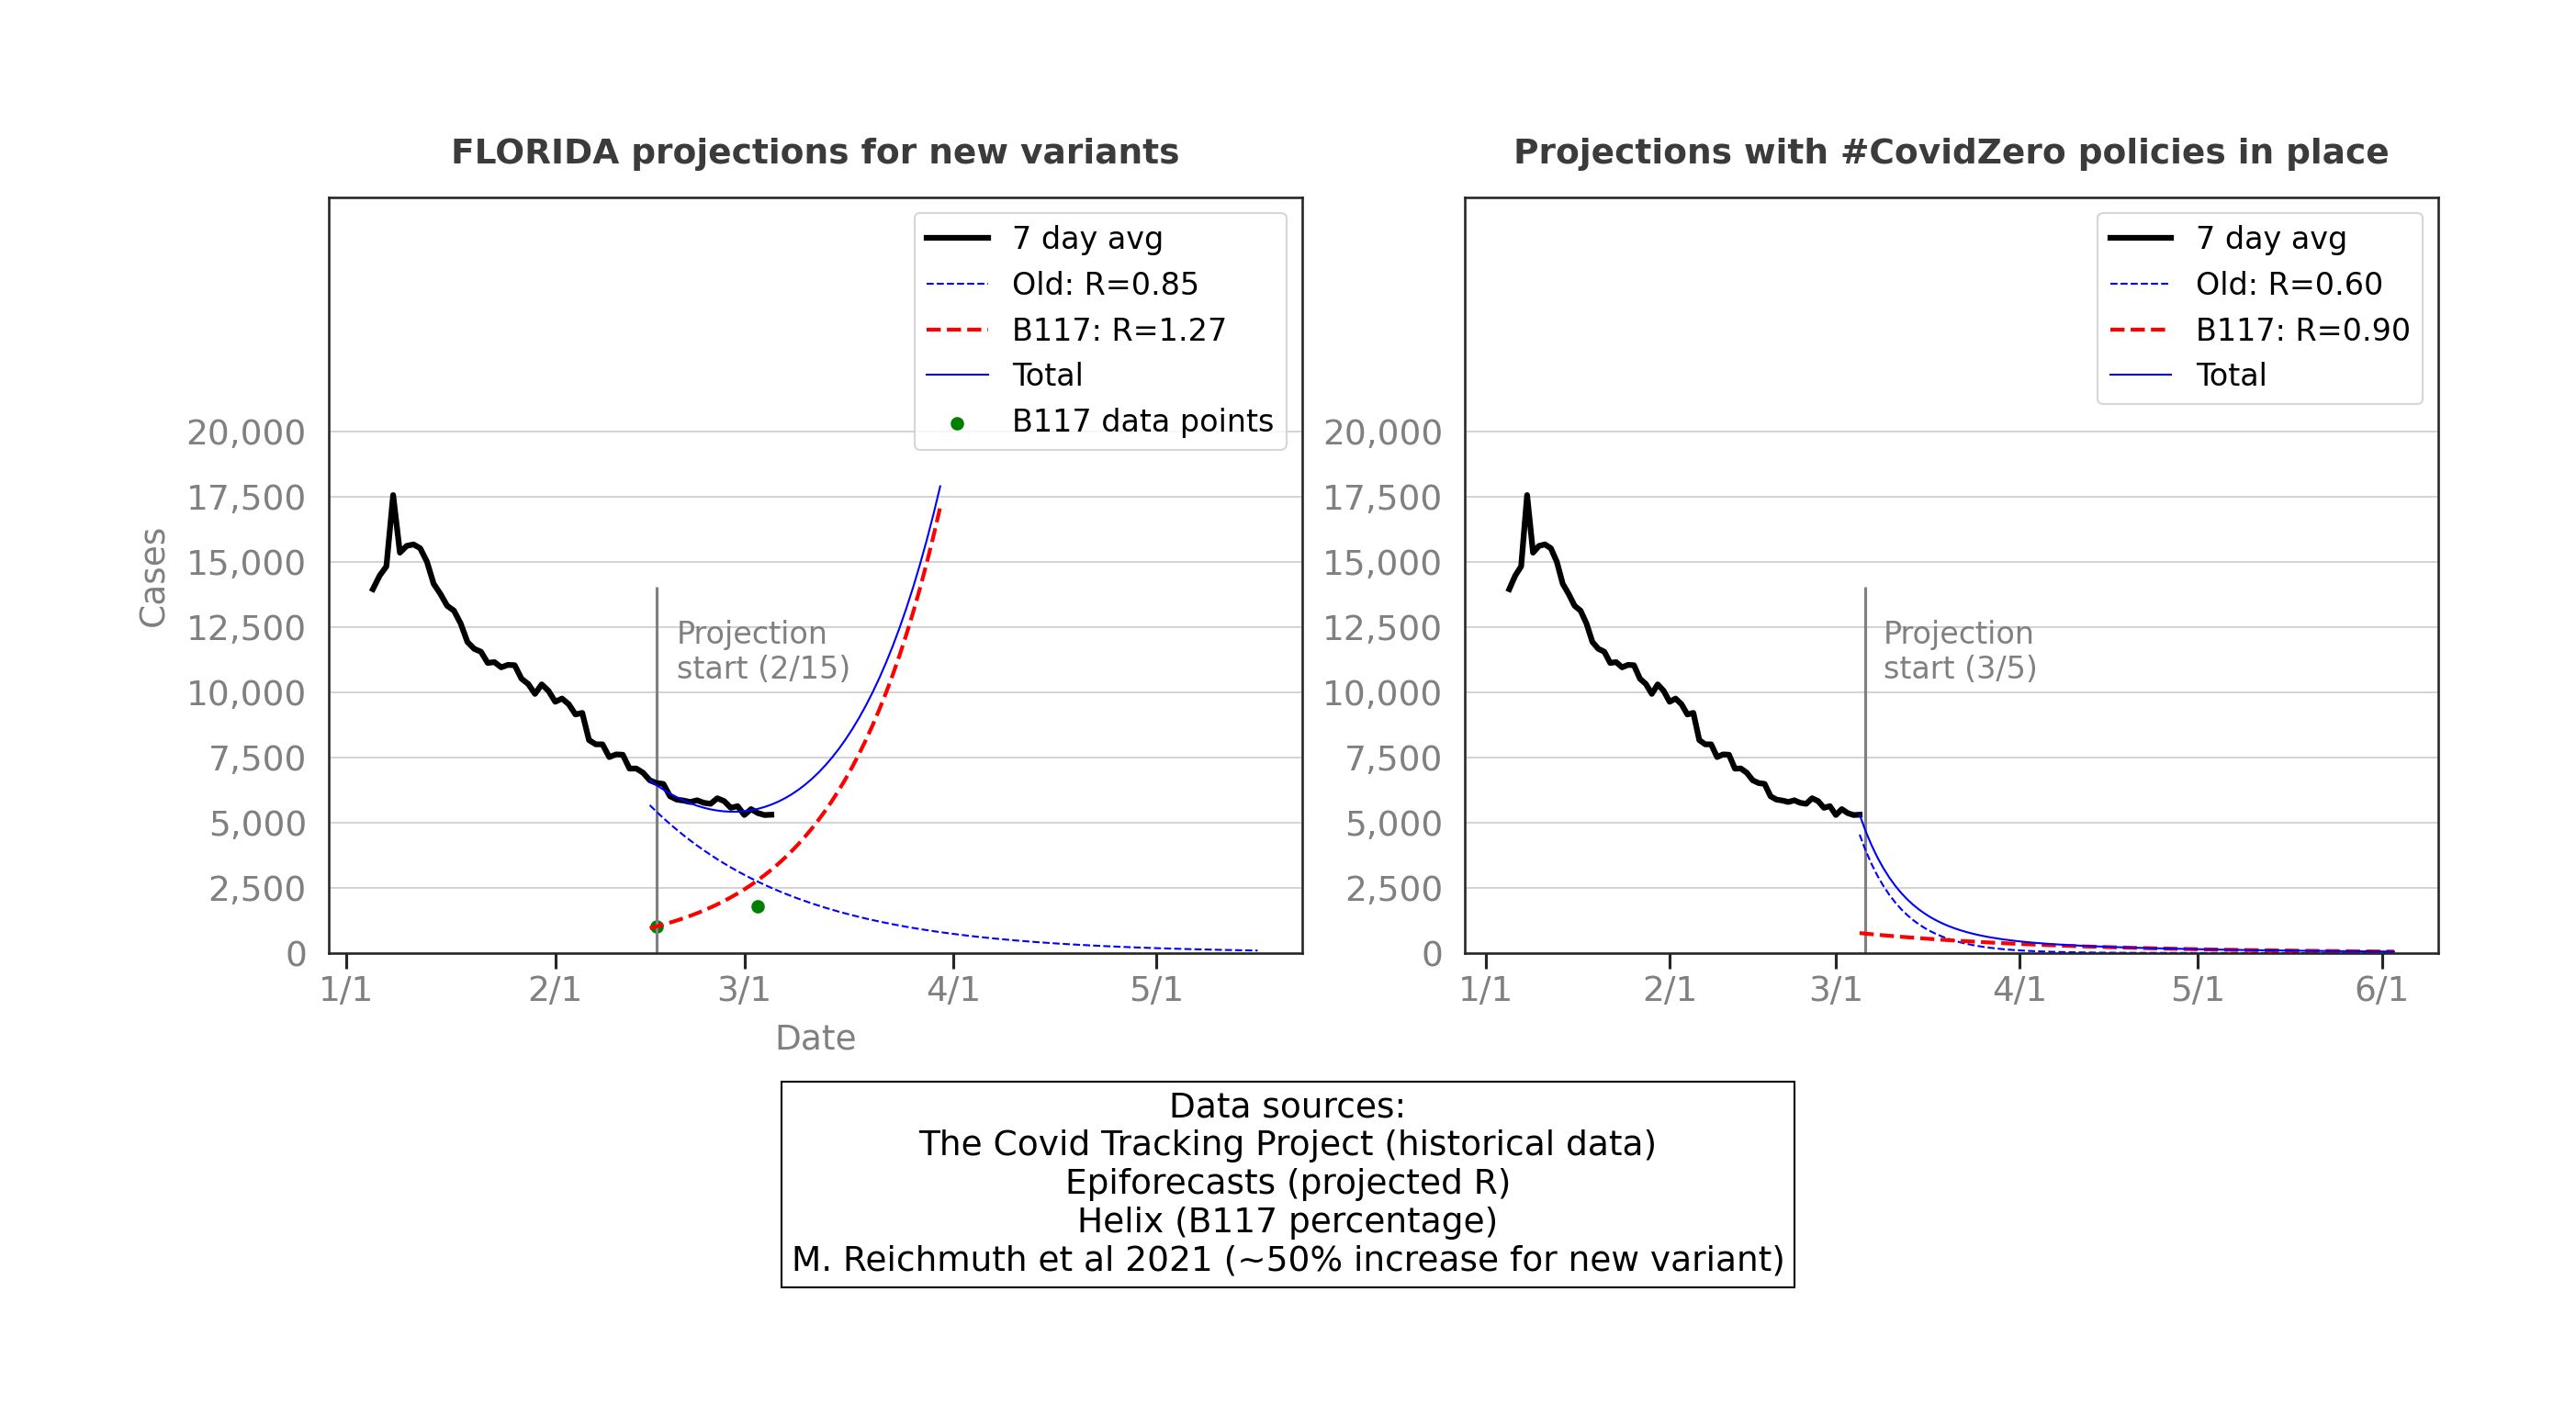 FLORIDA projections for new variants
7 day avg
Old: R=0.85
B117: R=1.27
Total
B117 data points
Cases
20,000
17,500
15,000
12,500
10,000
7,500
5,000
2,500
0
Projection
start (2/15)
1/1
2/1
3/1
4/1
5/1
Date
Projections with #CovidZero policies in place
7 day avg
Old: R=0.60
B117: R=0.90
Total
20,000
17,500
15,000
12,500
10,000
7,500
5,000
2,500
0
Projection
start (3/5)
1/1
2/1
3/1
4/1
5/1
6/1
Data sources:
The Covid Tracking Project (historical data)
Epiforecasts (projected R)
Helix (B117 percentage)
M. Reichmuth et al 2021 (~50% increase for new variant)